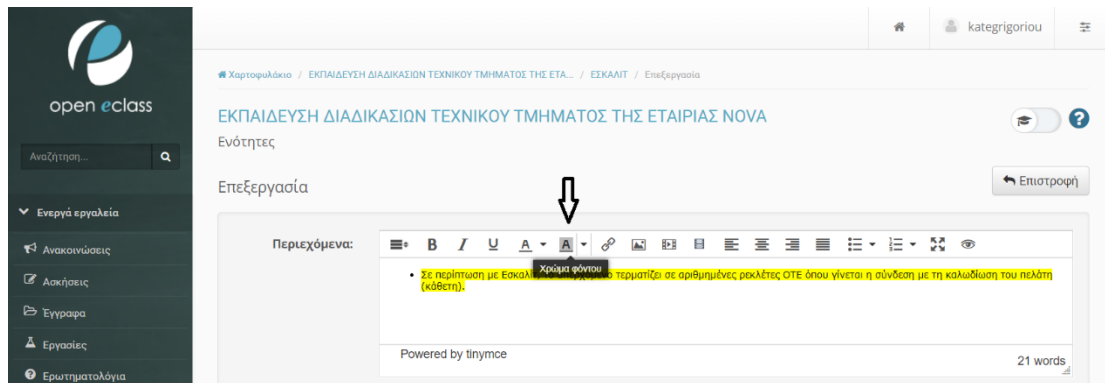 kategrigoriou
Χαρτοφυλάκιο / ΕΚΠΑΙΔΕΥΣΗ ΔΙΑΔΙΚΑΣΙΩΝ ΤΕΧΝΙΚΟΥ ΤΜΗΜΑΤΟΣ ΤΗΣ ΕΤΑ... / ΕΣΚΑΛΙΤ / Επεξεργασία
open eclass
ΕΚΠΑΙΔΕΥΣΗ ΔΙΑΔΙΚΑΣΙΩΝ ΤΕΧΝΙΚΟΥ ΤΜΗΜΑΤΟΣ ΤΗΣ ΕΤΑΙΡΙΑΣ NOVA
Ενότητες
Αναζήτηση...
Επεξεργασία
Επιστροφή
Ενεργά εργαλεία
Ανακοινώσεις
Ασκήσεις
Έγγραφα
Εργασίες
Ερωτηματολόγια
Περιεχόμενα:
B I U A A
Χρώμα φόντου
Σε περίπτωση με Εσκαλιτ τερματίζει σε αριθμημένες ρεκλέτες ΟΤΕ όπου γίνεται η σύνδεση με τη καλωδίωση του πελάτη
(κάθετη).
Powered by tinymce
21 words